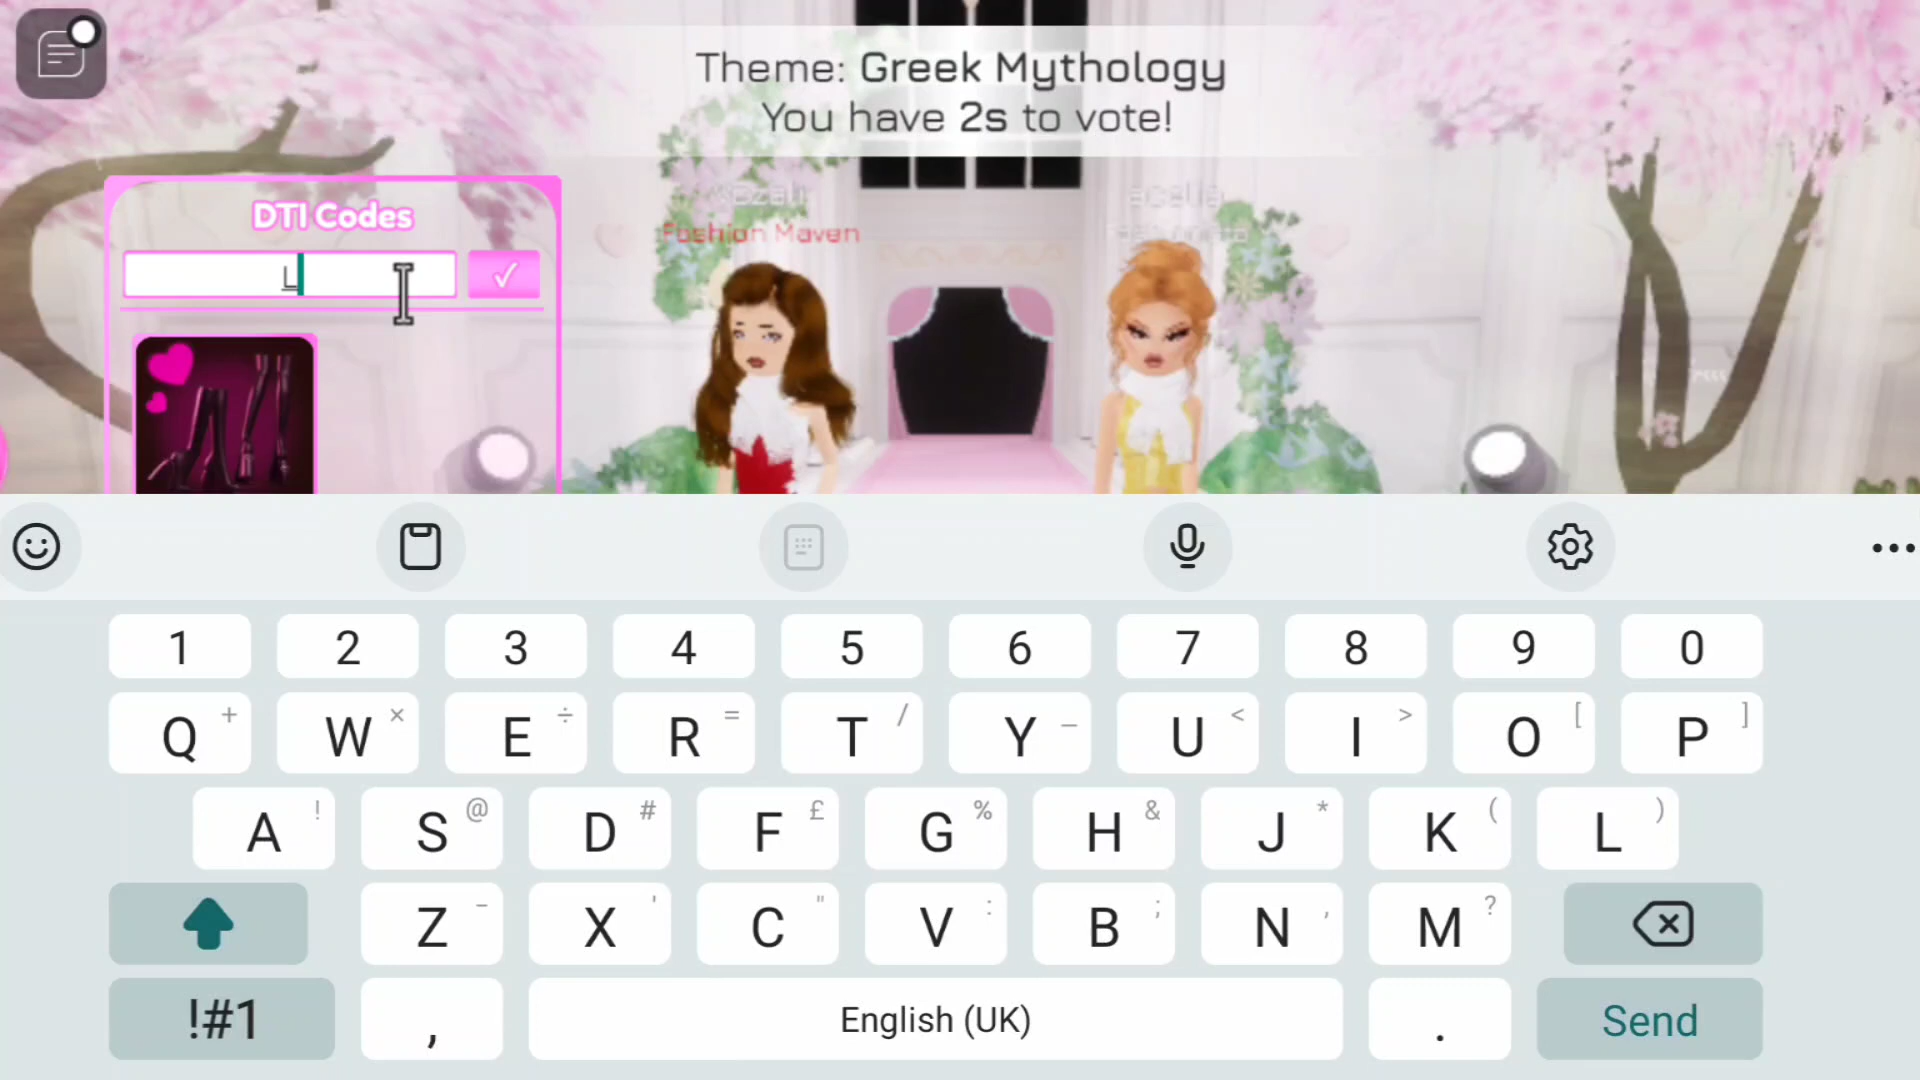 Theme: Greek Mythology
You have 2s to vote!
DTI Codes
L
Fashion Maven
1 2 3 4 5 6 7 8 9 0
Q + W × E ÷ R = T / Y _ U < I > O [ P ]
A ! S @ D # F £ G % H & J * K ( L )
Z - X ' C " V : B ; N , M ?
!#1 , English (UK) . Send